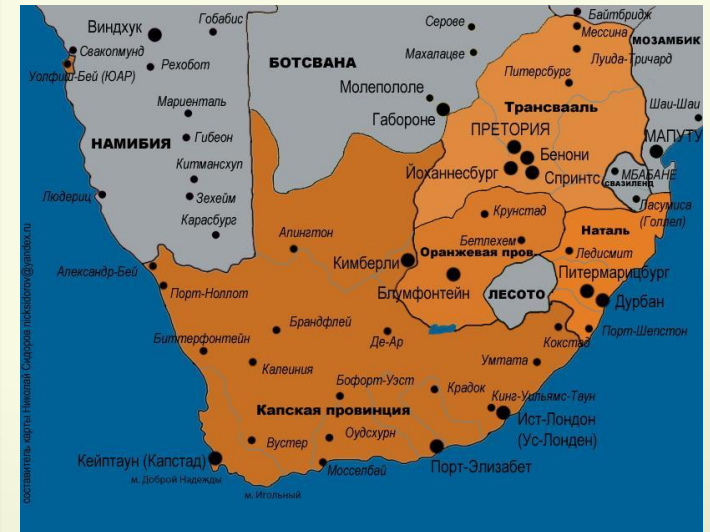 Виндхук
Гобабис
Серове
Байтбридж
Мессина
МОЗАМБИК
Свакопмунд
Рехобот
Махалацве
Луида-Тричард
Уолфиш-Бей (ЮАР)
БОТСВАНА
Питерсбург
Молепололе
Мариенталь
Трансвааль
Шаи-Шаи
Габороне
ПРЕТОРИЯ
МАПУТУ
НАМИБИЯ
Гибеон
Бенони
Китмансхуп
Йоханнесбург
Спрингс
МБАБАНЕ
СВАЗИЛЕНД
Людериц
Зехейм
Ласумиса
(Голлел)
Карасбург
Крунстад
Наталь
Апингтон
Бетлехем
Оранжевая пров.
Ледисмит
Александр-Бей
Кимберли
Питермарицбург
Порт-Ноллот
Блумфонтейн
ЛЕСОТО
Дурбан
Брандфлей
Порт-Шепстон
Биттерфонтейн
Де-Ар
Кокстад
Калеиния
Умтата
Бофорт-Уэст
Крадок
Кинг-Уильямс-Таун
Капская провинция
Ист-Лондон
(Ус-Лонден)
Вустер
Оудсхурн
Кейптаун (Капстад)
Порт-Элизабет
Мосселбай
м. Доброй Надежды
м. Игольный
составитель карты Николай Сидоров nicksidorov@yandex.ru